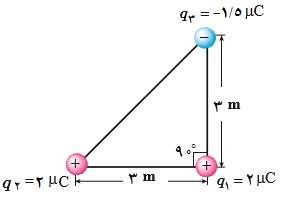 q۳ = −۱/۵ μC
۳ m
۹۰°
q۲ = ۲ μC
۳ m
q۱ = ۲ μC